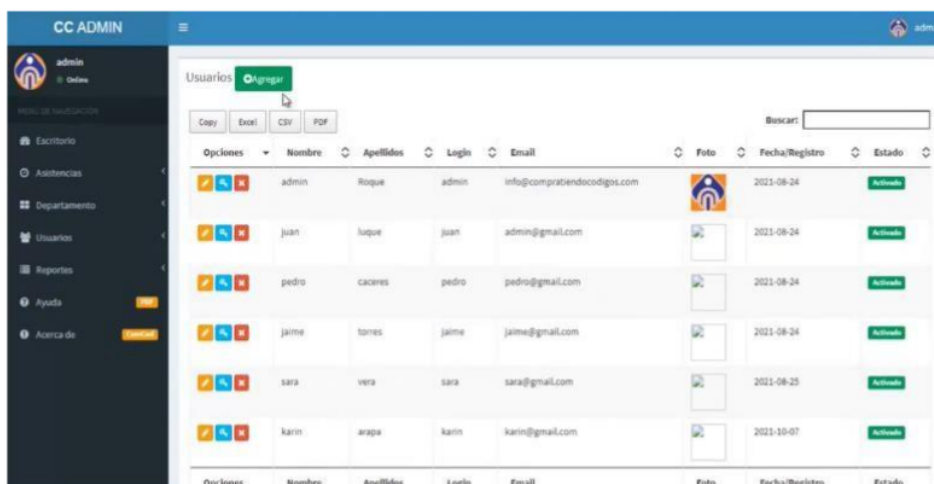 CC ADMIN
adm
admin
Online
MENÚ DE NAVEGACIÓN
Escritorio
Asistencias
Departamento
Usuarios
Reportes
Ayuda PDF
Acerca de
Usuarios Agregar
Copy Excel CSV PDF
Buscar:
Opciones Nombre Apellidos Login Email Foto Fecha/Registro Estado
admin Roque admin info@compratiendocodigos.com 2021-08-24 Activado
juan luque juan admin@gmail.com 2021-08-24 Activado
pedro caceres pedro pedro@gmail.com 2021-08-24 Activado
jaime torres jaime jaime@gmail.com 2021-08-24 Activado
sara vera sara sara@gmail.com 2021-08-25 Activado
karin arapa karin karin@gmail.com 2021-10-07 Activado
Opciones Nombre Apellidos Login Email Foto Fecha/Registro Estado